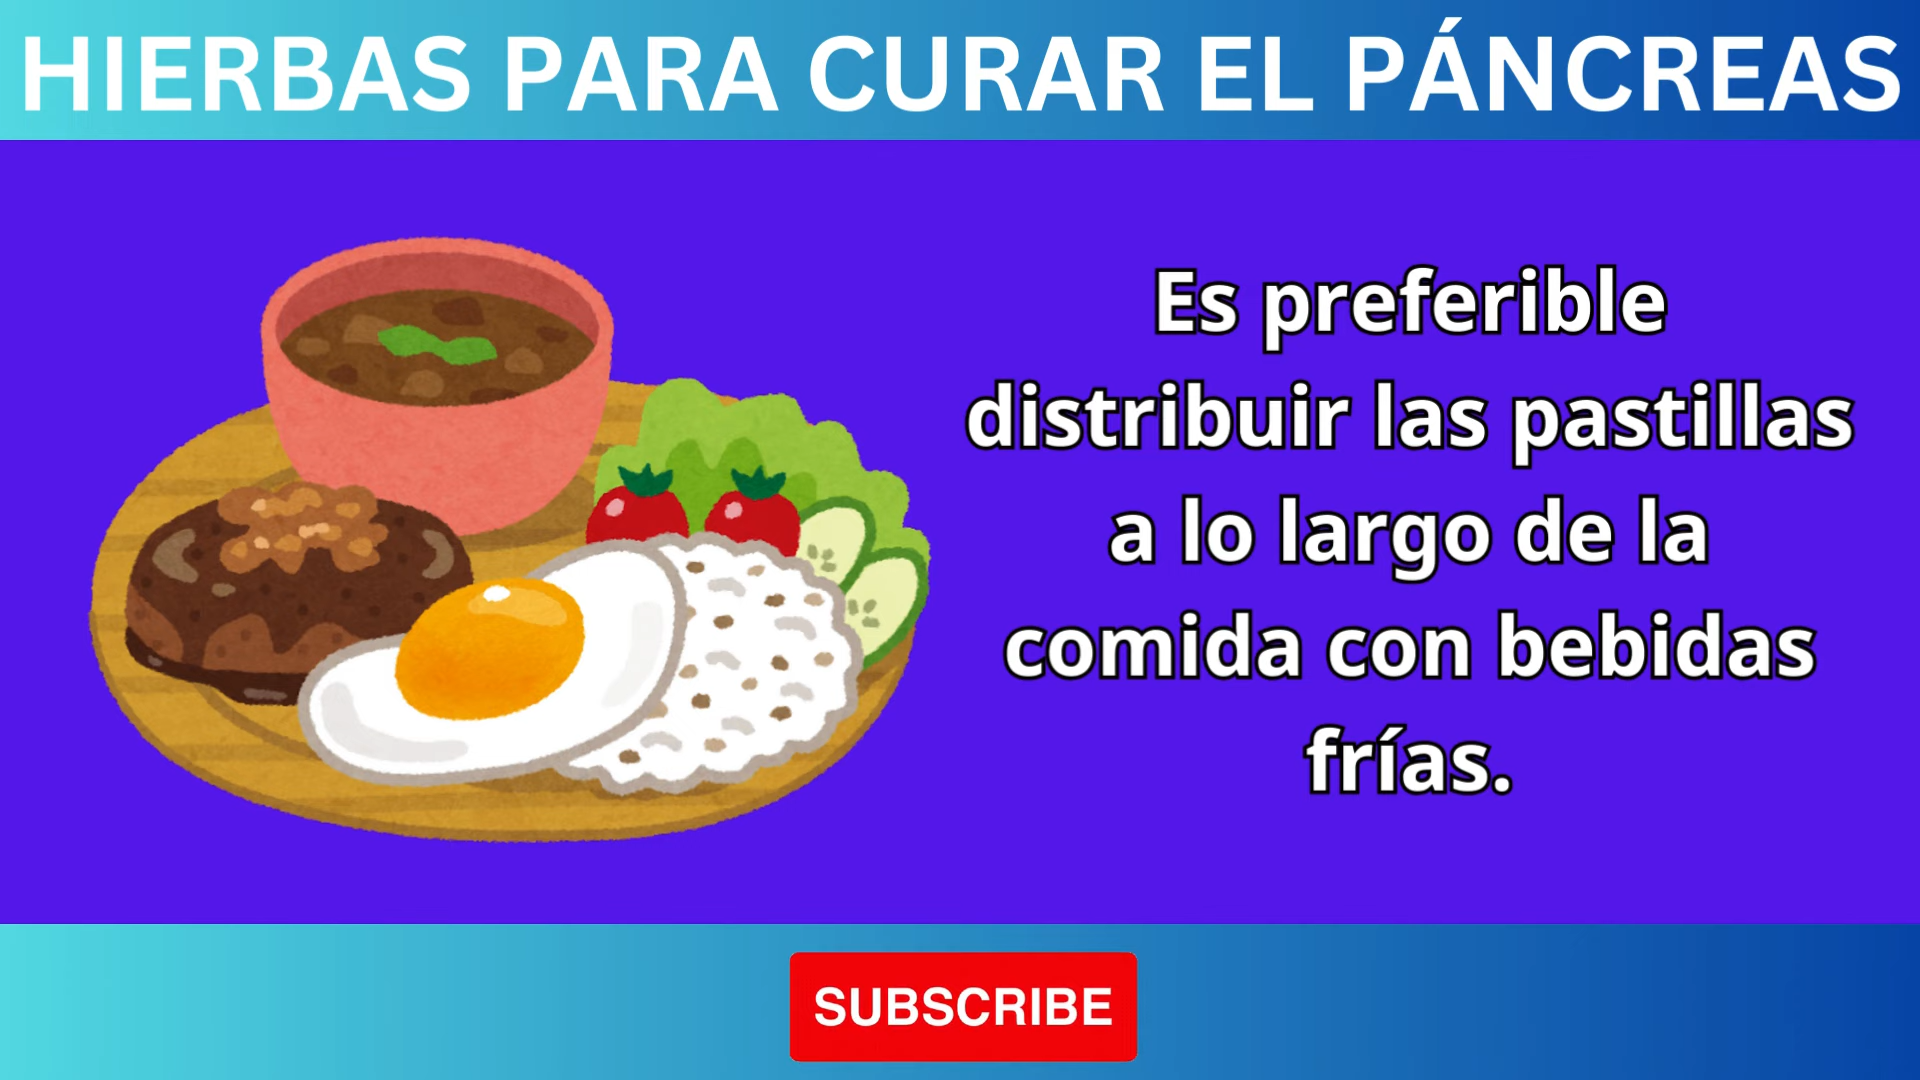 HIERBAS PARA CURAR EL PÁNCREAS
Es preferible
distribuir las pastillas
a lo largo de la
comida con bebidas
frías.
SUBSCRIBE